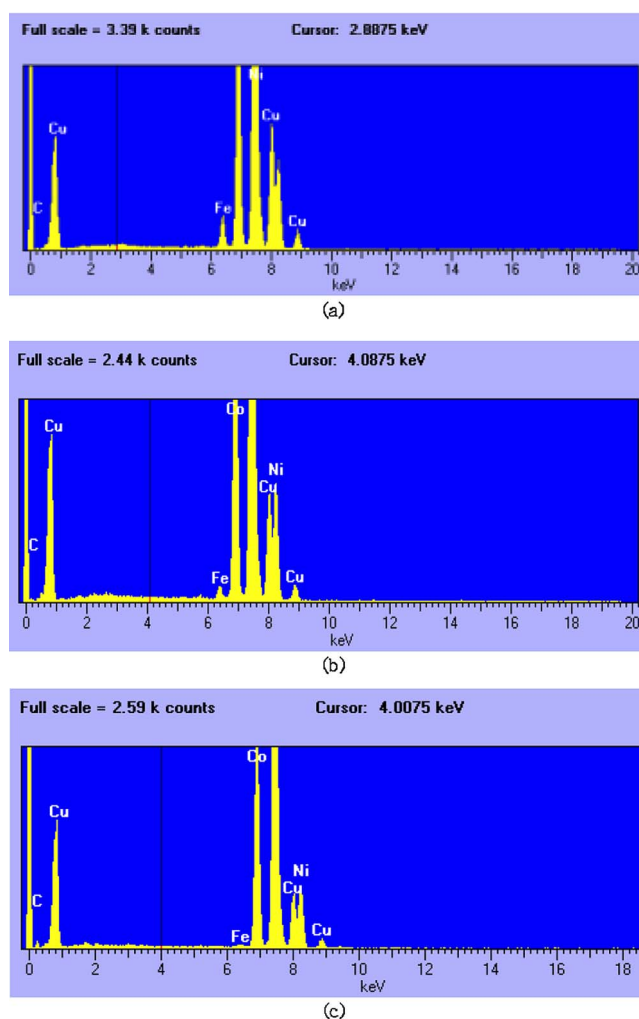 Full scale = 3.39 k counts Cursor: 2.8875 keV
Ni
Cu Cu
C Fe Cu
0 2 4 6 8 10 12 14 16 18 20
keV
(a)
Full scale = 2.44 k counts Cursor: 4.0875 keV
Co
Cu Ni
Cu
C Fe Cu
0 2 4 6 8 10 12 14 16 18 20
keV
(b)
Full scale = 2.59 k counts Cursor: 4.0075 keV
Co
Cu
Ni
Cu
C Fe Cu
0 2 4 6 8 10 12 14 16 18
keV
(c)